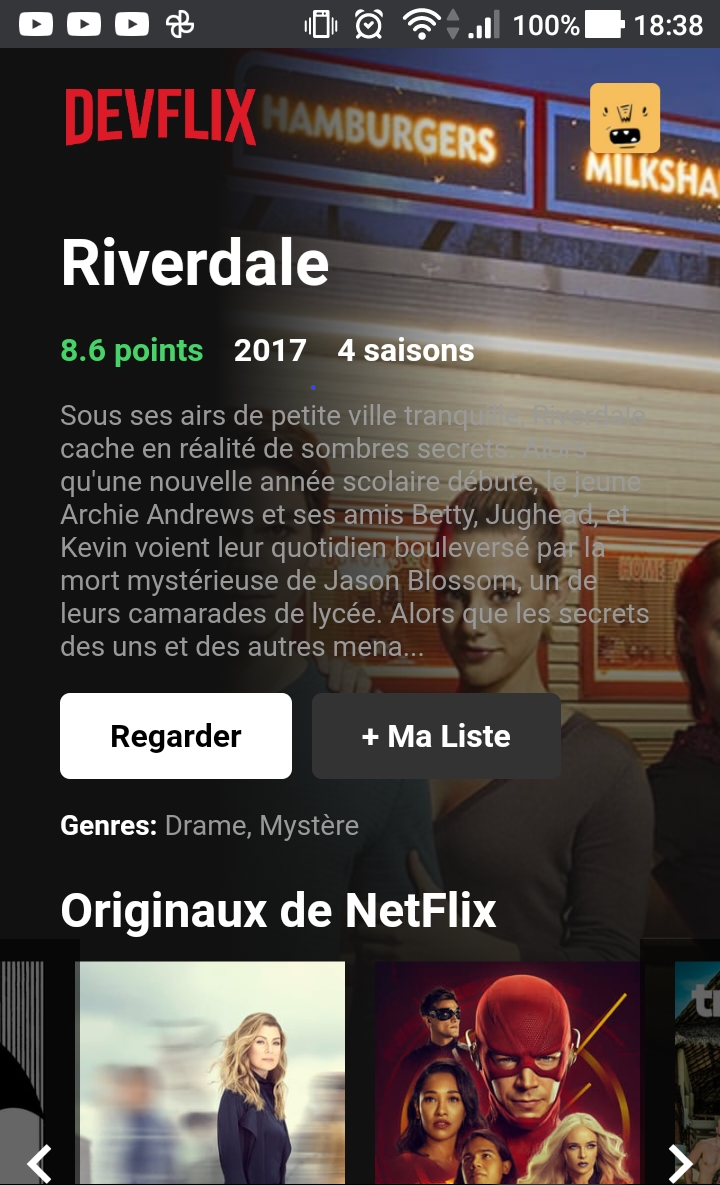 100% 18:38
DEVFLIX
HAMBURGERS
Riverdale
8.6 points 2017 4 saisons
Sous ses airs de petite ville tranquille, Riverdale
cache en réalité de sombres secrets. Alors
qu'une nouvelle année scolaire débute, le jeune
Archie Andrews et ses amis Betty, Jughead, et
Kevin voient leur quotidien bouleversé par la
mort mystérieuse de Jason Blossom, un de
leurs camarades de lycée. Alors que les secrets
des uns et des autres mena...
HOME
Regarder + Ma Liste
Genres: Drame, Mystère
Originaux de NetFlix